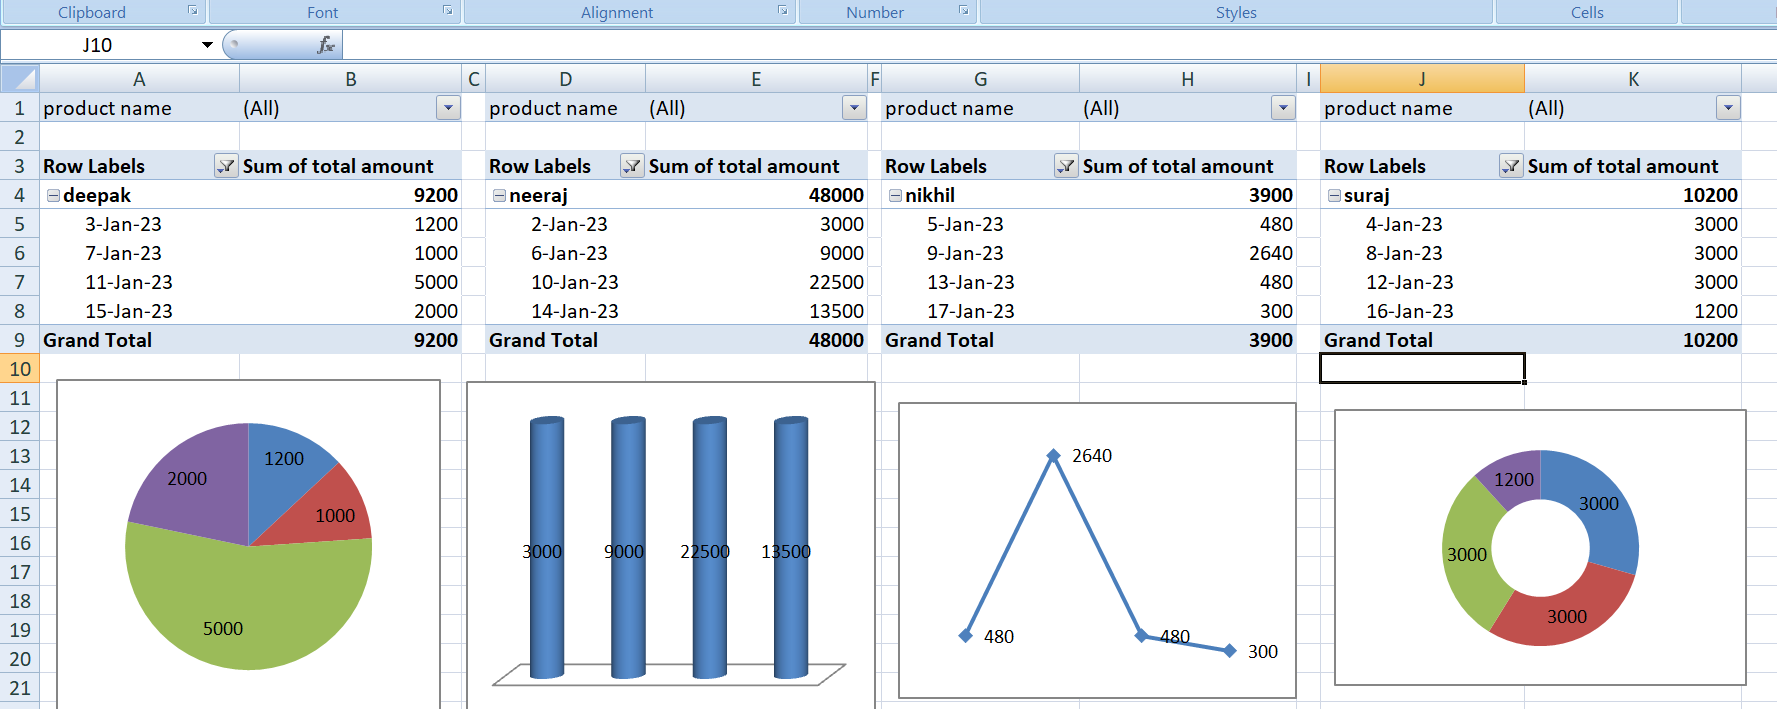 Clipboard Font Alignment Number Styles Cells
J10 fx
A B C D E F G H I J K
1 product name (All) product name (All) product name (All) product name (All)
2
3 Row Labels Sum of total amount Row Labels Sum of total amount Row Labels Sum of total amount Row Labels Sum of total amount
4 deepak 9200 neeraj 48000 nikhil 3900 suraj 10200
5 3-Jan-23 1200 2-Jan-23 3000 5-Jan-23 480 4-Jan-23 3000
6 7-Jan-23 1000 6-Jan-23 9000 9-Jan-23 2640 8-Jan-23 3000
7 11-Jan-23 5000 10-Jan-23 22500 13-Jan-23 480 12-Jan-23 3000
8 15-Jan-23 2000 14-Jan-23 13500 17-Jan-23 300 16-Jan-23 1200
9 Grand Total 9200 Grand Total 48000 Grand Total 3900 Grand Total 10200
10
11
12
13
14
15
16
17
18
19
20
21
1200
1000
5000
2000
3000 9000 22500 13500
480
2640
480
300
3000
3000
3000
1200